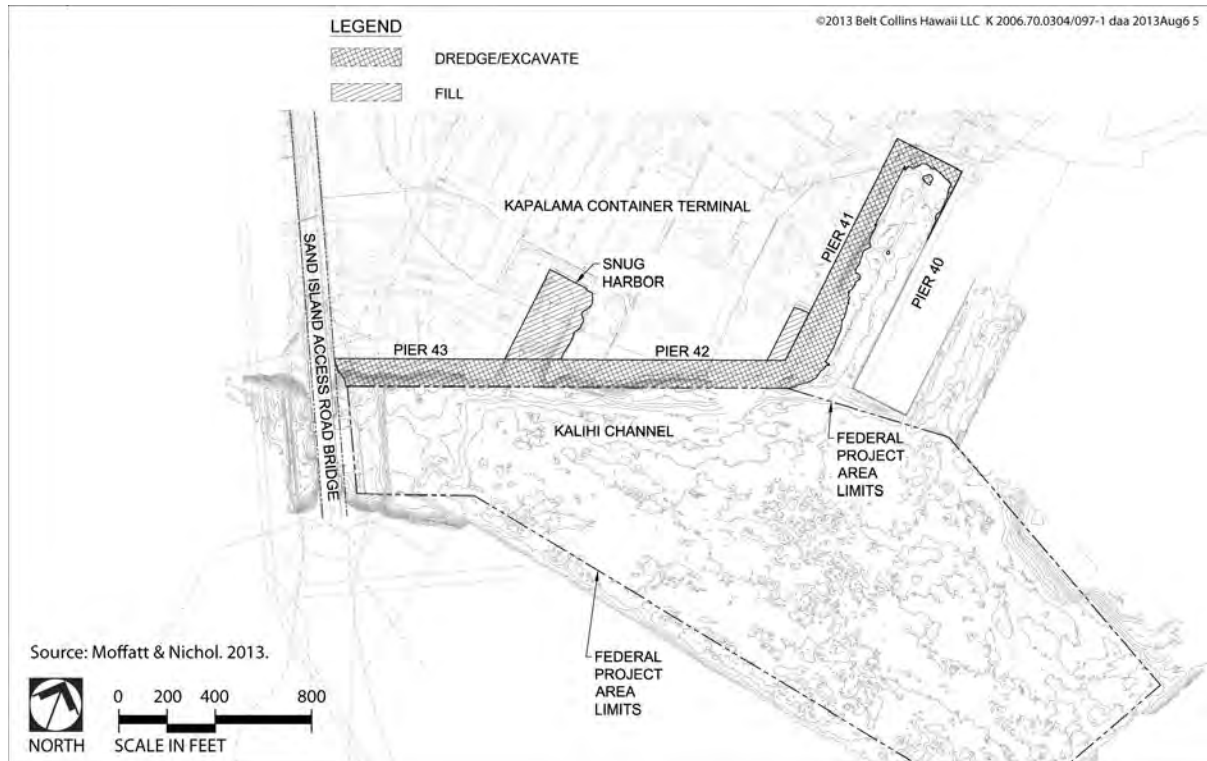 LEGEND
©2013 Belt Collins Hawaii LLC K 2006.70.0304/097-1 daa 2013Aug6 5
DREDGE/EXCAVATE
FILL
KAPALAMA CONTAINER TERMINAL
SAND ISLAND ACCESS ROAD BRIDGE
SNUG
HARBOR
PIER 41
PIER 40
PIER 43
PIER 42
KALIHI CHANNEL
FEDERAL
PROJECT
AREA
LIMITS
FEDERAL
PROJECT
AREA
LIMITS
Source: Moffatt & Nichol. 2013.
0 200 400 800
NORTH SCALE IN FEET